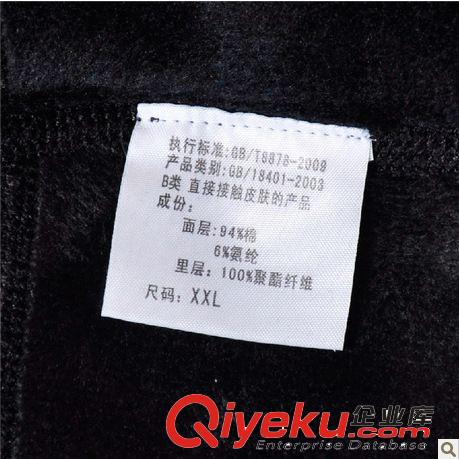 执行标准:GB/T8878-2009
产品类别:GB/18401-2003
B类 直接接触皮肤的产品
成份:
面层:94%棉
6%氨纶
里层:100%聚酯纤维
尺码:XXL
Qiyeku.com 企业库
Enterprise Database